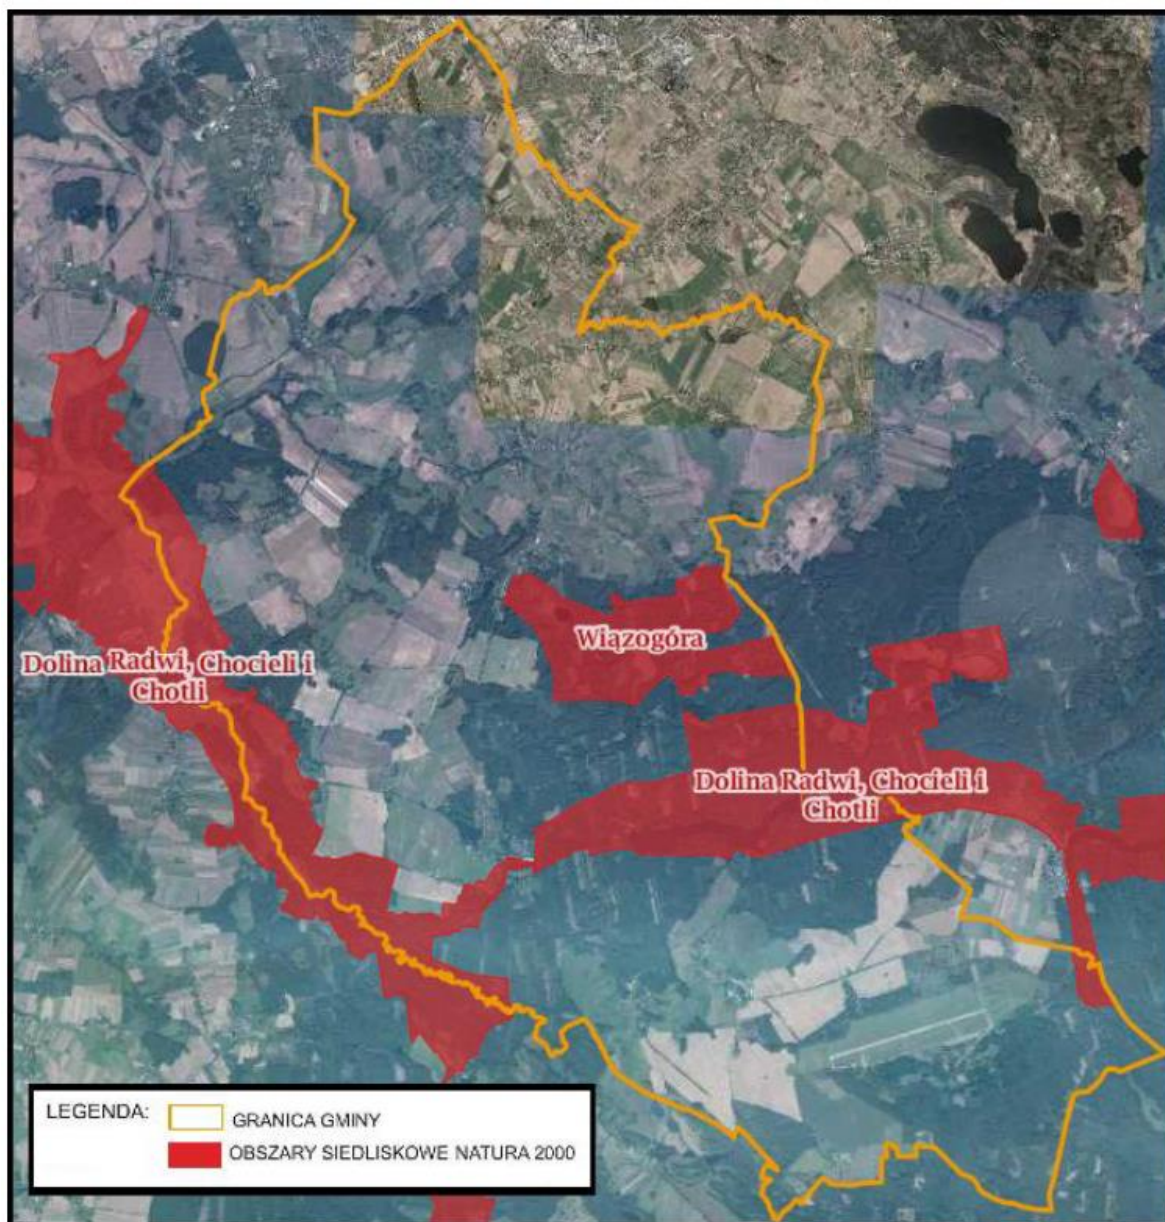 Wiązogóra
Dolina Radwi, Chocieli i
Chotli
Dolina Radwi, Chocieli i
Chotli
LEGENDA:
GRANICA GMINY
OBSZARY SIEDLISKOWE NATURA 2000